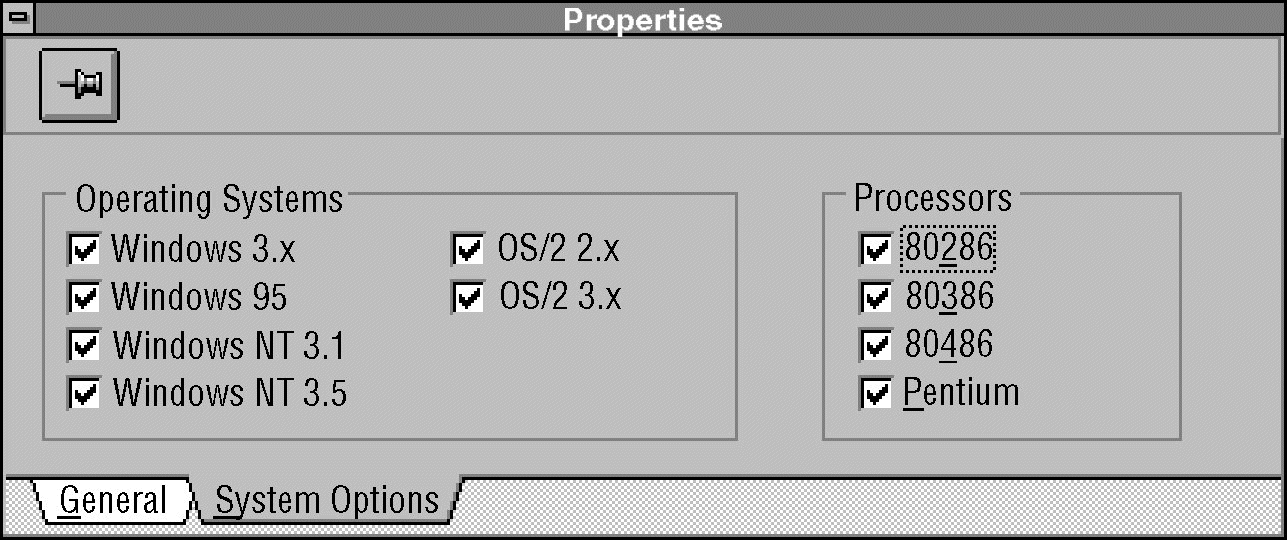 Properties
Operating Systems
Windows 3.x
Windows 95
Windows NT 3.1
Windows NT 3.5
OS/2 2.x
OS/2 3.x
Processors
80286
80386
80486
Pentium
General
System Options